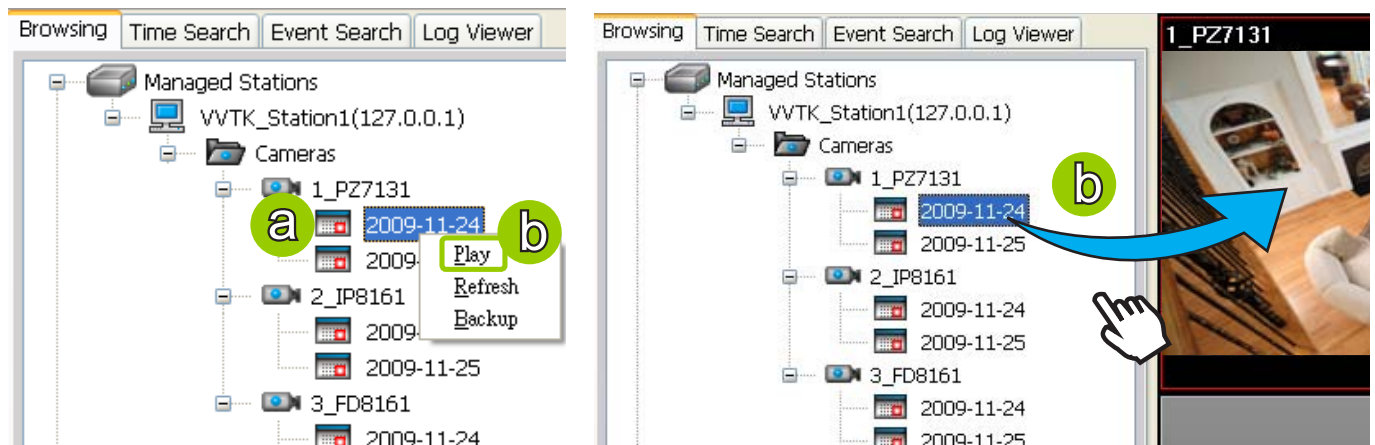 Browsing Time Search Event Search Log Viewer
Managed Stations
VVTK_Station1(127.0.0.1)
Cameras
1_PZ7131
a 2009-11-24 b
2009- Play
Refresh
2_IP8161
Backup
2009-
2009-11-25
3_FD8161
2009-11-24
Browsing Time Search Event Search Log Viewer
Managed Stations
VVTK_Station1(127.0.0.1)
Cameras
1_PZ7131
b
2009-11-24
2009-11-25
2_IP8161
2009-11-24
2009-11-25
3_FD8161
2009-11-24
2009-11-25
1_PZ7131